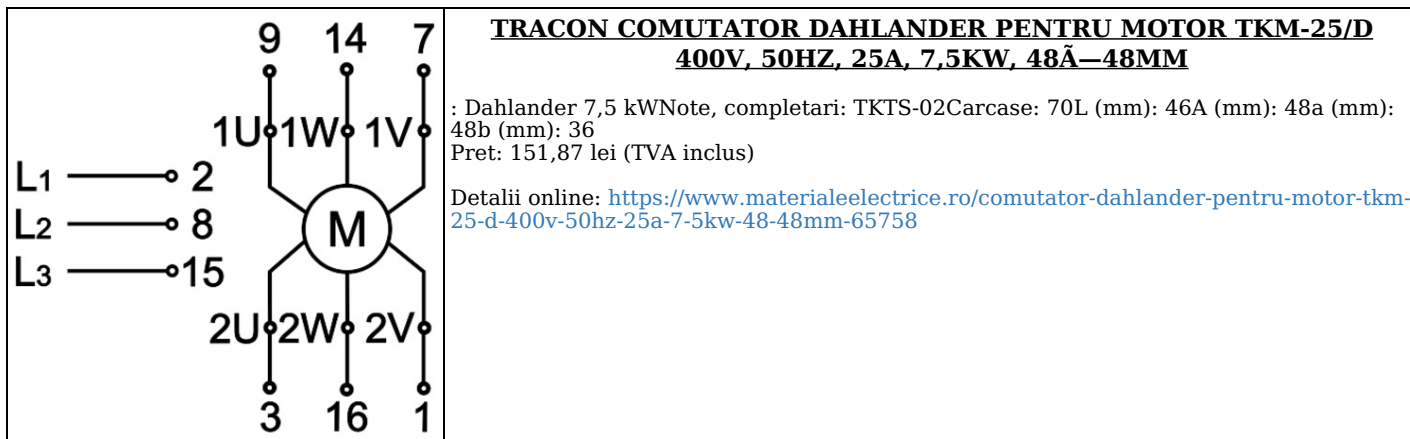 9 14 7
1U 1W 1V
L1 2
L2 8
M
L3 15
2U 2W 2V
3 16 1
TRACON COMUTATOR DAHLANDER PENTRU MOTOR TKM-25/D
400V, 50HZ, 25A, 7,5KW, 48Ã—48MM
: Dahlander 7,5 kWNote, completari: TKTS-02Carcase: 70L (mm): 46A (mm): 48a (mm):
48b (mm): 36
Pret: 151,87 lei (TVA inclus)
Detalii online: https://www.materialeelectrice.ro/comutator-dahlander-pentru-motor-tkm-
25-d-400v-50hz-25a-7-5kw-48-48mm-65758